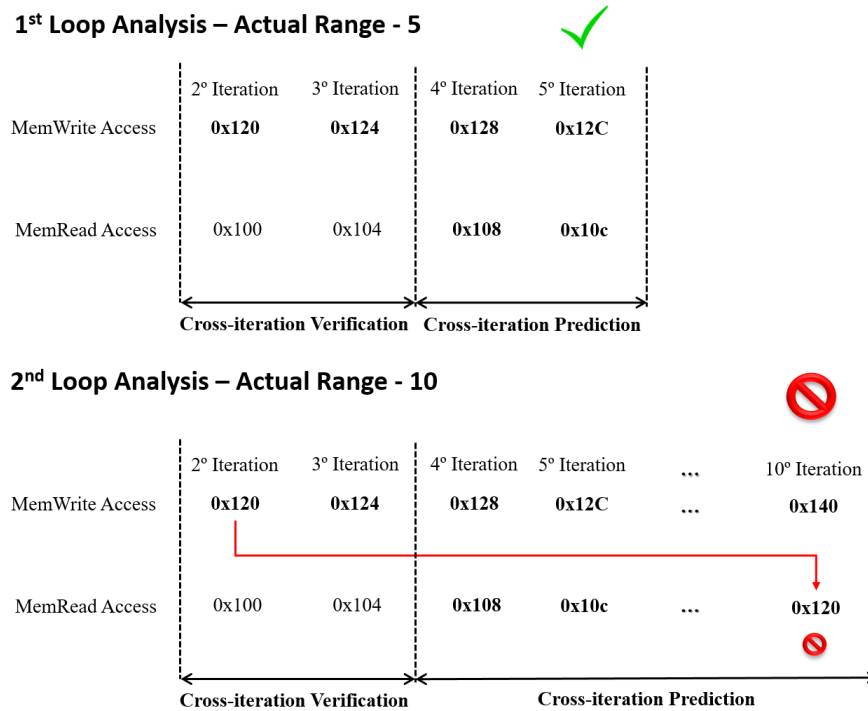 1st Loop Analysis – Actual Range - 5
2º Iteration 3º Iteration 4º Iteration 5º Iteration
MemWrite Access 0x120 0x124 0x128 0x12C
MemRead Access 0x100 0x104 0x108 0x10c
Cross-iteration Verification Cross-iteration Prediction
2nd Loop Analysis – Actual Range - 10
2º Iteration 3º Iteration 4º Iteration 5º Iteration ... 10º Iteration
MemWrite Access 0x120 0x124 0x128 0x12C ... 0x140
MemRead Access 0x100 0x104 0x108 0x10c ... 0x120
Cross-iteration Verification Cross-iteration Prediction